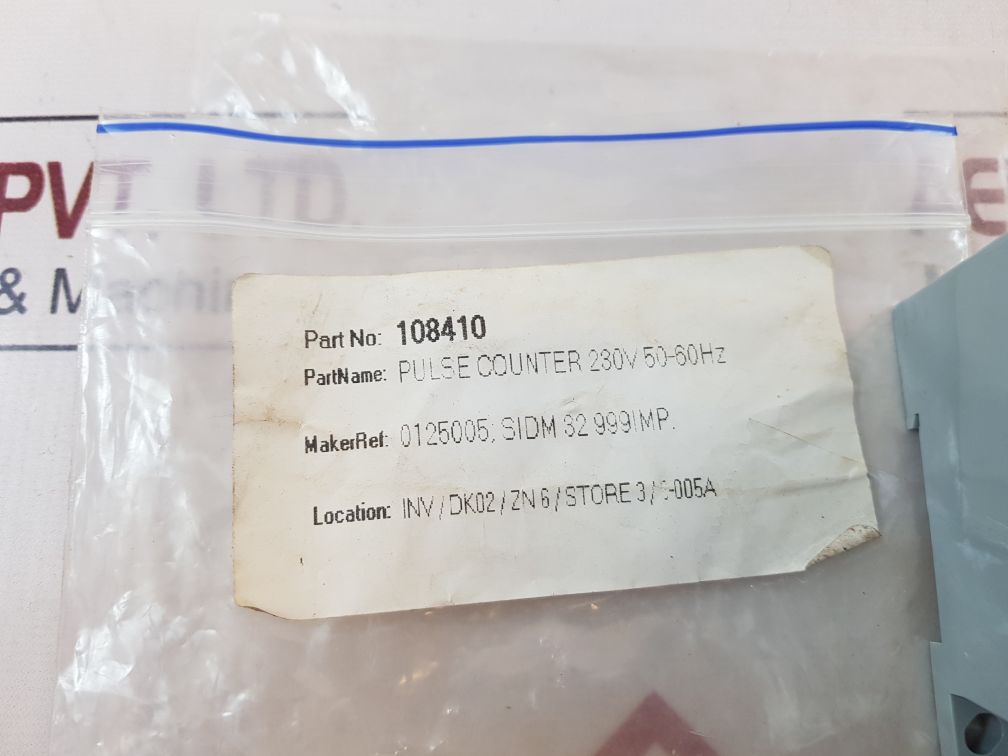 PVT. LTD.
& Machin
Part No: 108410
PartName: PULSE COUNTER 230V 50-60Hz
MakerRef: 0125005; SIDM 32 999IMP.
Location: INV / DK02 / ZN 6 / STORE 3 /